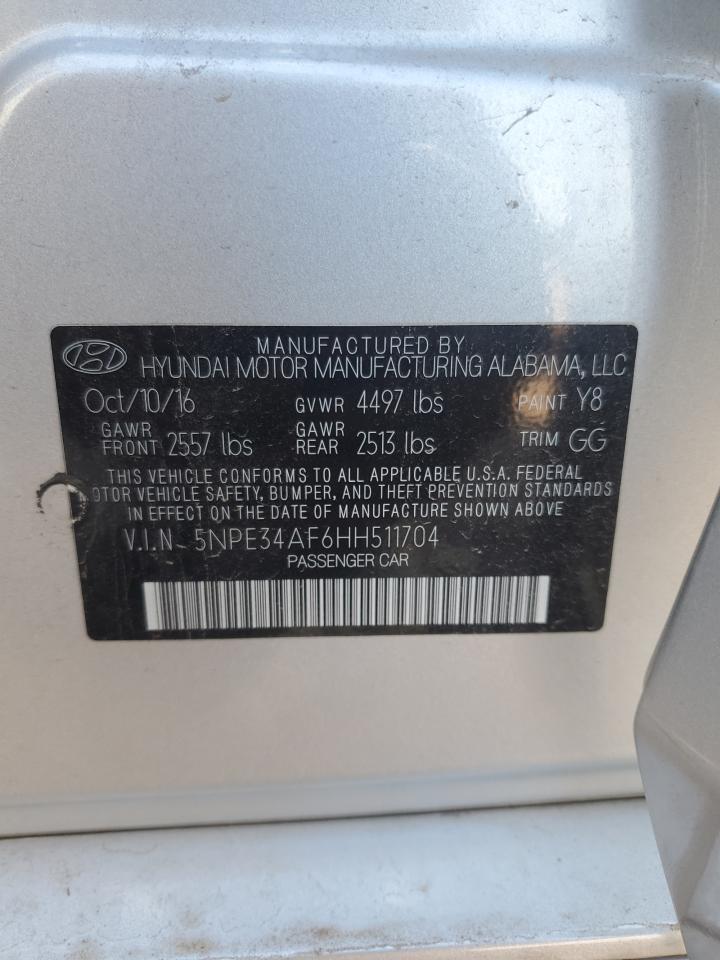 MANUFACTURED BY
HYUNDAI MOTOR MANUFACTURING ALABAMA, LLC
Oct/10/16 GVWR 4497 lbs PAINT Y8
GAWR FRONT 2557 lbs GAWR REAR 2513 lbs TRIM GG
THIS VEHICLE CONFORMS TO ALL APPLICABLE U.S.A. FEDERAL
MOTOR VEHICLE SAFETY, BUMPER, AND THEFT PREVENTION STANDARDS
IN EFFECT ON THE DATE OF MANUFACTURE SHOWN ABOVE
V.I.N 5NPE34AF6HH511704
PASSENGER CAR